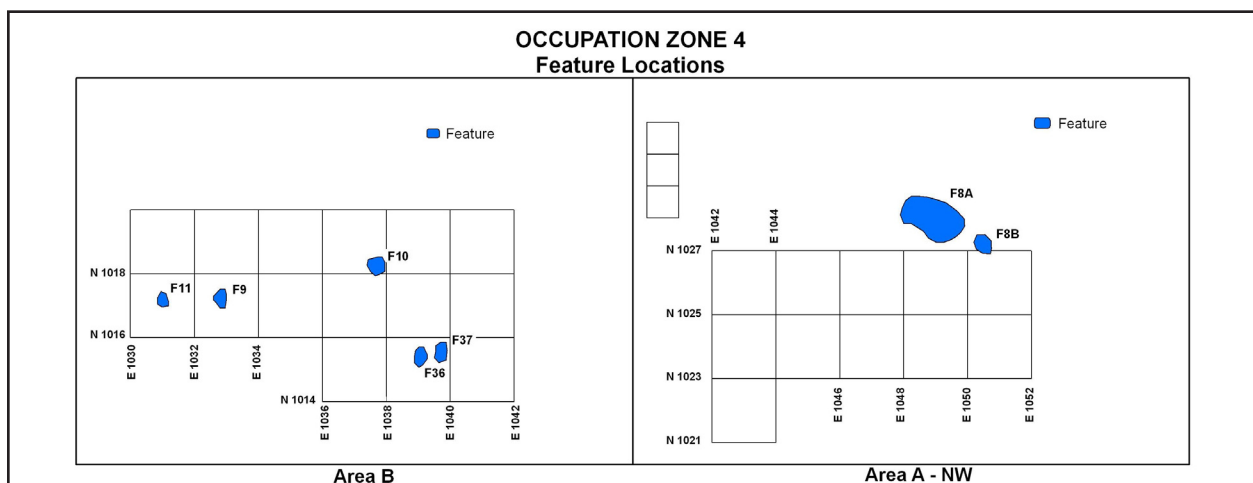 OCCUPATION ZONE 4
Feature Locations
Feature
F10
N 1018
F11
F9
N 1016
F37
F36
E 1030
E 1032
E 1034
N 1014
E 1036
E 1038
E 1040
E 1042
Area B
Feature
F8A
F8B
E 1042
E 1044
N 1027
N 1025
N 1023
E 1046
E 1048
E 1050
E 1052
N 1021
Area A - NW